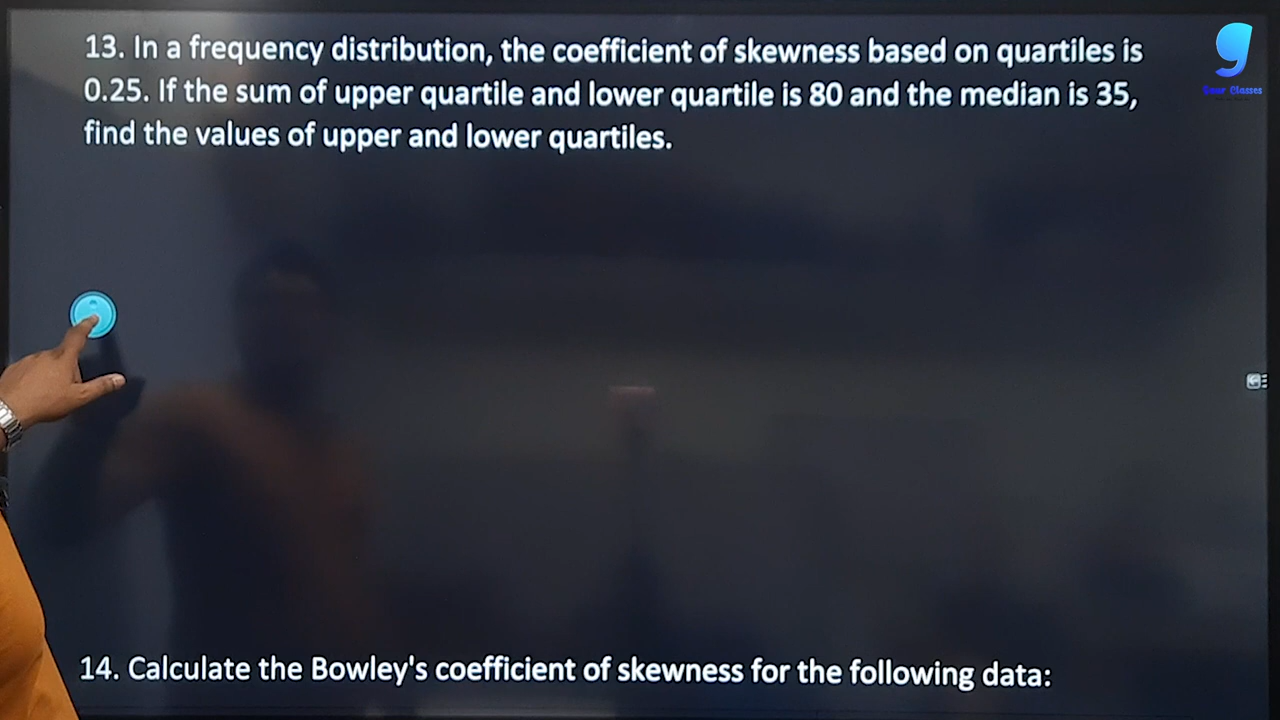 13. In a frequency distribution, the coefficient of skewness based on quartiles is
0.25. If the sum of upper quartile and lower quartile is 80 and the median is 35,
find the values of upper and lower quartiles.
14. Calculate the Bowley's coefficient of skewness for the following data: